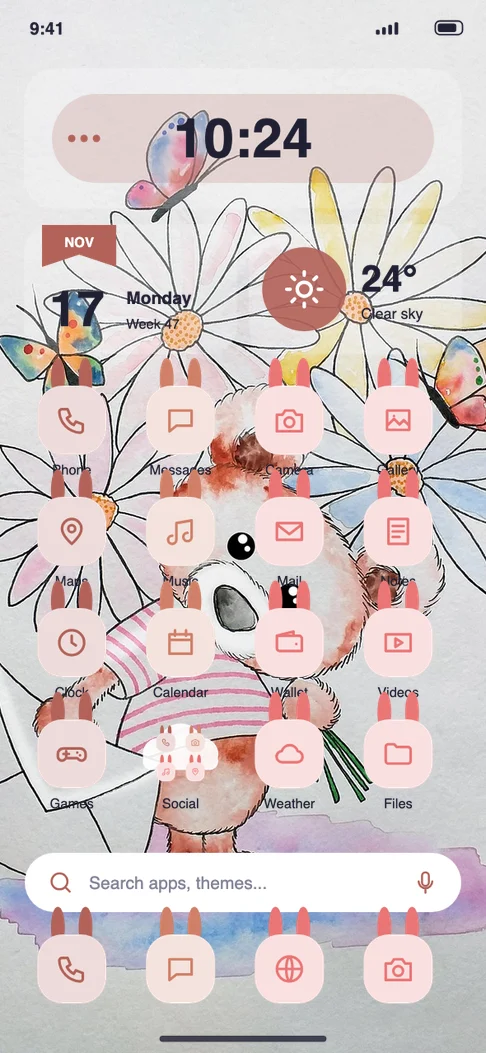 9:41
10:24
NOV
17
Monday
Week 47
24°
Clear sky
Phone
Messages
Camera
Gallery
Maps
Music
Mail
Notes
Clock
Calendar
Wallet
Videos
Games
Social
Weather
Files
Search apps, themes...